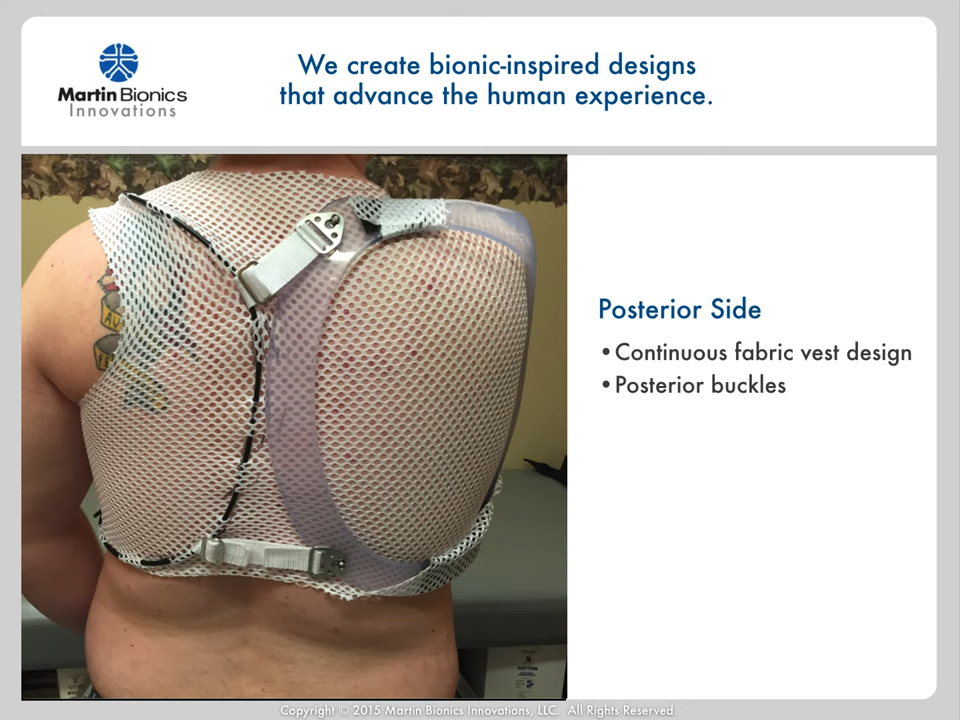 Martin Bionics
Innovations
We create bionic-inspired designs
that advance the human experience.
Posterior Side
•Continuous fabric vest design
•Posterior buckles
COTTON
Copyright © 2015 Martin Bionics Innovations, LLC. All Rights Reserved.